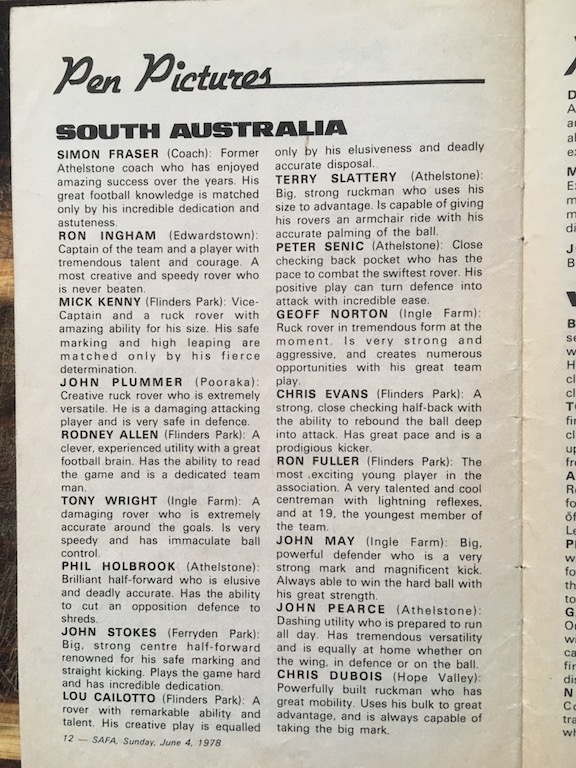 Pen Pictures
SOUTH AUSTRALIA
SIMON FRASER (Coach): Former
Athelstone coach who has enjoyed
amazing success over the years. His
great football knowledge is matched
only by his incredible dedication and
astuteness.
RON INGHAM (Edwardstown):
Captain of the team and a player with
tremendous talent and courage. A
most creative and speedy rover who
is never beaten.
MICK KENNY (Flinders Park): Vice-
Captain and a ruck rover with
amazing ability for his size. His safe
marking and high leaping are
matched only by his fierce
determination.
JOHN PLUMMER (Pooraka):
Creative ruck rover who is extremely
versatile. He is a damaging attacking
player and is very safe in defence.
RODNEY ALLEN (Flinders Park): A
clever, experienced utility with a great
football brain. Has the ability to read
the game and is a dedicated team
man.
TONY WRIGHT (Ingle Farm): A
damaging rover who is extremely
accurate around the goals. Is very
speedy and has immaculate ball
control.
PHIL HOLBROOK (Athelstone):
Brilliant half-forward who is elusive
and deadly accurate. Has the ability
to cut an opposition defence to
shreds.
JOHN STOKES (Ferryden Park):
Big, strong centre half-forward
renowned for his safe marking and
straight kicking. Plays the game hard
and has incredible dedication.
LOU CAILOTTO (Flinders Park): A
rover with remarkable ability and
talent. His creative play is equalled
only by his elusiveness and deadly
accurate disposal.
TERRY SLATTERY (Athelstone):
Big, strong ruckman who uses his
size to advantage. Is capable of giving
his rovers an armchair ride with his
accurate palming of the ball.
PETER SENIC (Athelstone): Close
checking back pocket who has the
pace to combat the swiftest rover. His
positive play can turn defence into
attack with incredible ease.
GEOFF NORTON (Ingle Farm):
Ruck rover in tremendous form at the
moment. Is very strong and
aggressive, and creates numerous
opportunities with his great team
play.
CHRIS EVANS (Flinders Park): A
strong, close checking half-back with
the ability to rebound the ball deep
into attack. Has great pace and is a
prodigious kicker.
RON FULLER (Flinders Park): The
most exciting young player in the
association. A very talented and cool
centreman with lightning reflexes,
and at 19, the youngest member of
the team.
JOHN MAY (Ingle Farm): Big,
powerful defender who is a very
strong mark and magnificent kick.
Always able to win the hard ball with
his great strength.
JOHN PEARCE (Athelstone):
Dashing utility who is prepared to run
all day. Has tremendous versatility
and is equally at home whether on
the wing, in defence or on the ball.
CHRIS DUBOIS (Hope Valley):
Powerfully built ruckman who has
great mobility. Uses his bulk to great
advantage, and is always capable of
taking the big mark.
12 — SAFA, Sunday, June 4, 1978